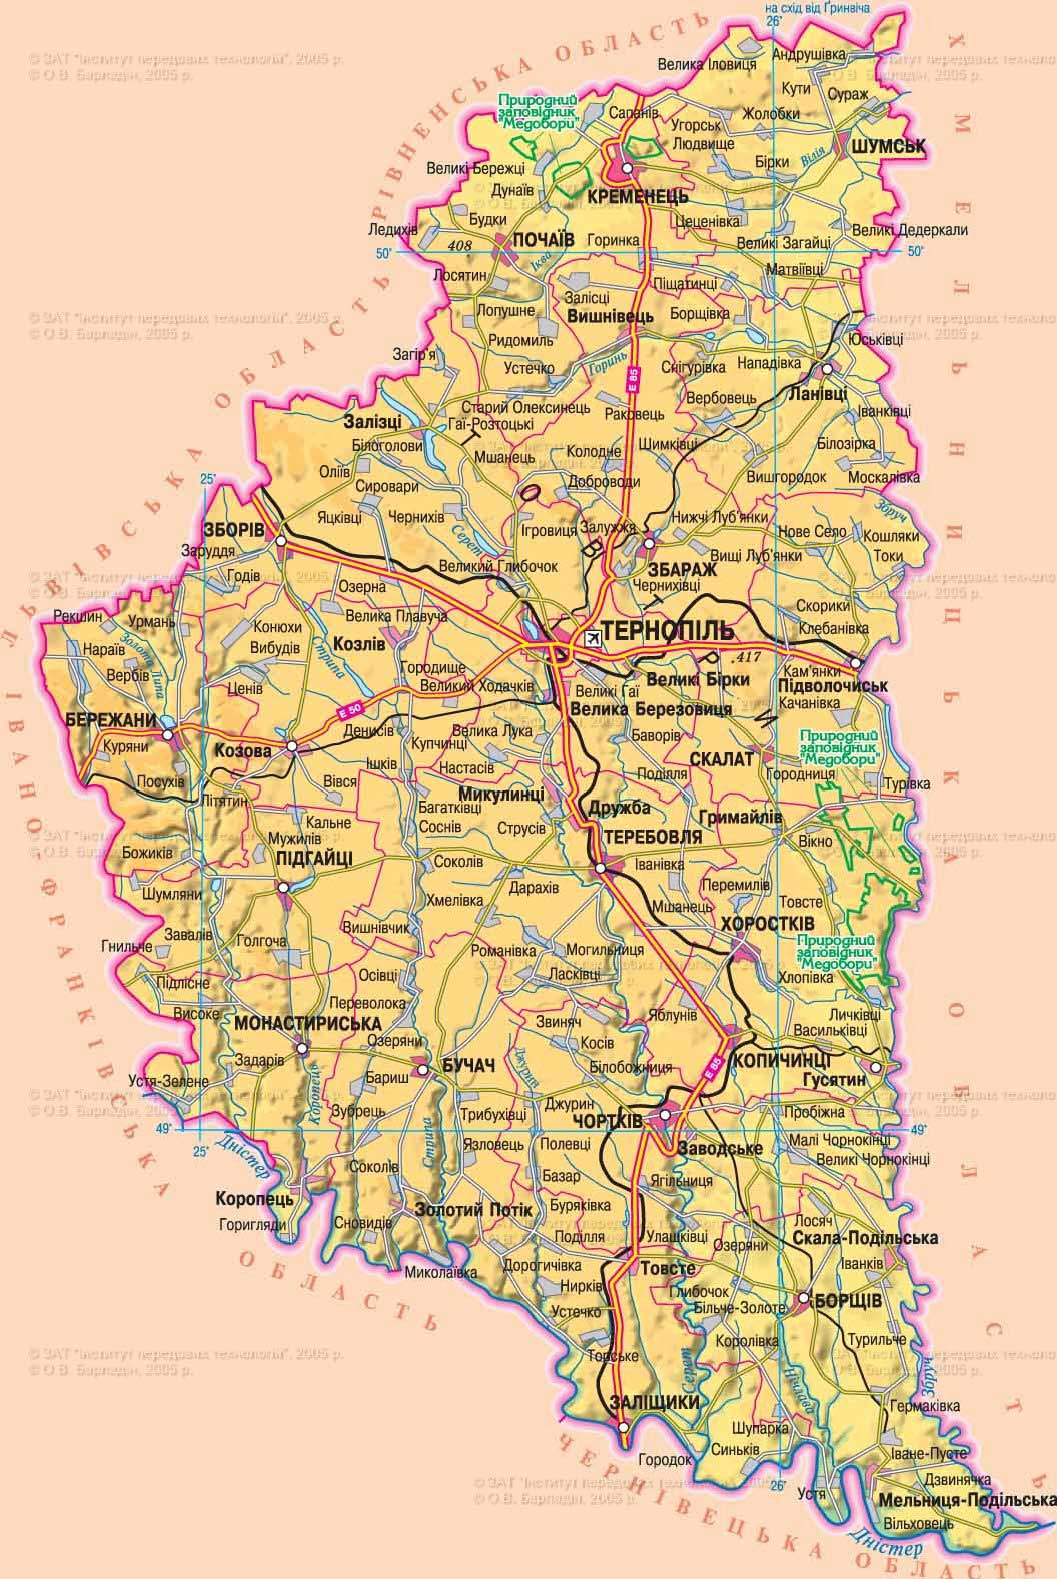 на схід від Ґринвіча
26°
РІВНЕНСЬКА ОБЛАСТЬ
ХМЕЛЬНИЦЬКА ОБЛАСТЬ
ЛЬВІВСЬКА ОБЛАСТЬ
ІВАНО-ФРАНКІВСЬКА ОБЛАСТЬ
ЧЕРНІВЕЦЬКА ОБЛАСТЬ
© ЗАТ "Інститут передових технологій", 2005 р.
© О.В. Барладін, 2005 р.
Андрушівка
Велика Іловиця
Кути
Сураж
Природний
заповідник
"Медобори"
Сапанів
Жолобки
Угорськ
Людвище
ШУМСЬК
Вілія
Бірки
Великі Бережці
Дунаїв
КРЕМЕНЕЦЬ
Будки
Цеценівка
Ледихів
408
ПОЧАЇВ
Горинка
Великі Загайці
Великі Дедеркали
50°
50°
Іква
Лосятин
Матвіївці
Піщатинці
Залісці
Лопушне
Вишнівець
Борщівка
Ридомиль
Юськівці
Загір'я
Горинь
Устечко
Снігурівка
Нападівка
E 85
Ланівці
Вербовець
Старий Олексинець
Раковець
Іванківці
Залізці
Гаї-Розтоцькі
Білоголови
Шимківці
Білозірка
Мшанець
Колодне
Оліїв
Доброводи
Вишгородок
Москалівка
25°
Сировари
Збруч
Яцківці
Чернихів
Ігровиця
Залужжя
Нижчі Луб'янки
ЗБОРІВ
Серет
Нове Село
Кошляки
Заруддя
Вищі Луб'янки
Токи
Великий Глибочок
ЗБАРАЖ
Годів
Озерна
Чернихівці
Скорики
Рекшин
Урмань
Конюхи
Велика Плавуча
ТЕРНОПІЛЬ
Клебанівка
Золота Липа
Стрипа
Козлів
Нараїв
Вибудів
.417
Вербів
Городище
Кам'янки
Ценів
Великий Ходачків
Великі Гаї
Великі Бірки
Підволочиськ
E 50
Велика Березовиця
Качанівка
БЕРЕЖАНИ
Денисів
Велика Лука
Баворів
Природний
заповідник
"Медобори"
Куряни
Козова
Купчинці
СКАЛАТ
Ішків
Настасів
Поділля
Городниця
Посухів
Вівся
Микулинці
Турівка
Літятин
Багатківці
Дружба
Кальне
Соснів
Струсів
Гримайлів
Мужилів
ТЕРЕБОВЛЯ
Вікно
Божиків
ПІДГАЙЦІ
Соколів
Іванівка
Дарахів
Перемилів
Шумляни
Хмелівка
Товсте
Мшанець
Вишнівчик
ХОРОСТКІВ
Завалів
Голгоча
Природний
заповідник
"Медобори"
Гнильче
Романівка
Могильниця
Підлісне
Осівці
Ласківці
Хлопівка
Переволока
Високе
МОНАСТИРИСЬКА
Яблунів
Личківці
Звиняч
Васильківці
Озеряни
Косів
Задарів
БУЧАЧ
КОПИЧИНЦІ
Джурин
Білобожниця
E 85
Устя-Зелене
Бариш
Гусятин
Коропець
Зубрець
Трибухівці
Джурин
ЧОРТКІВ
Пробіжна
49°
49°
Стрипа
Дністер
25°
Язловець
Полевці
Заводське
Малі Чорнокінці
Великі Чорнокінці
Соколів
Базар
Ягільниця
Коропець
Золотий Потік
Буряківка
Лосяч
Горигляди
Сновидів
Поділля
Улашківці
Озеряни
Скала-Подільська
Миколаївка
Дорогичівка
Товсте
Іванків
Нирків
Глибочок
БОРЩІВ
Устечко
Більче-Золоте
Королівка
Турильче
Торське
Серет
Нічлава
Збруч
ЗАЛІЩИКИ
Гермаківка
Шупарка
Синьків
Городок
Іване-Пусте
26°
Устя
Дзвинячка
Мельниця-Подільська
Вільховець
Дністер